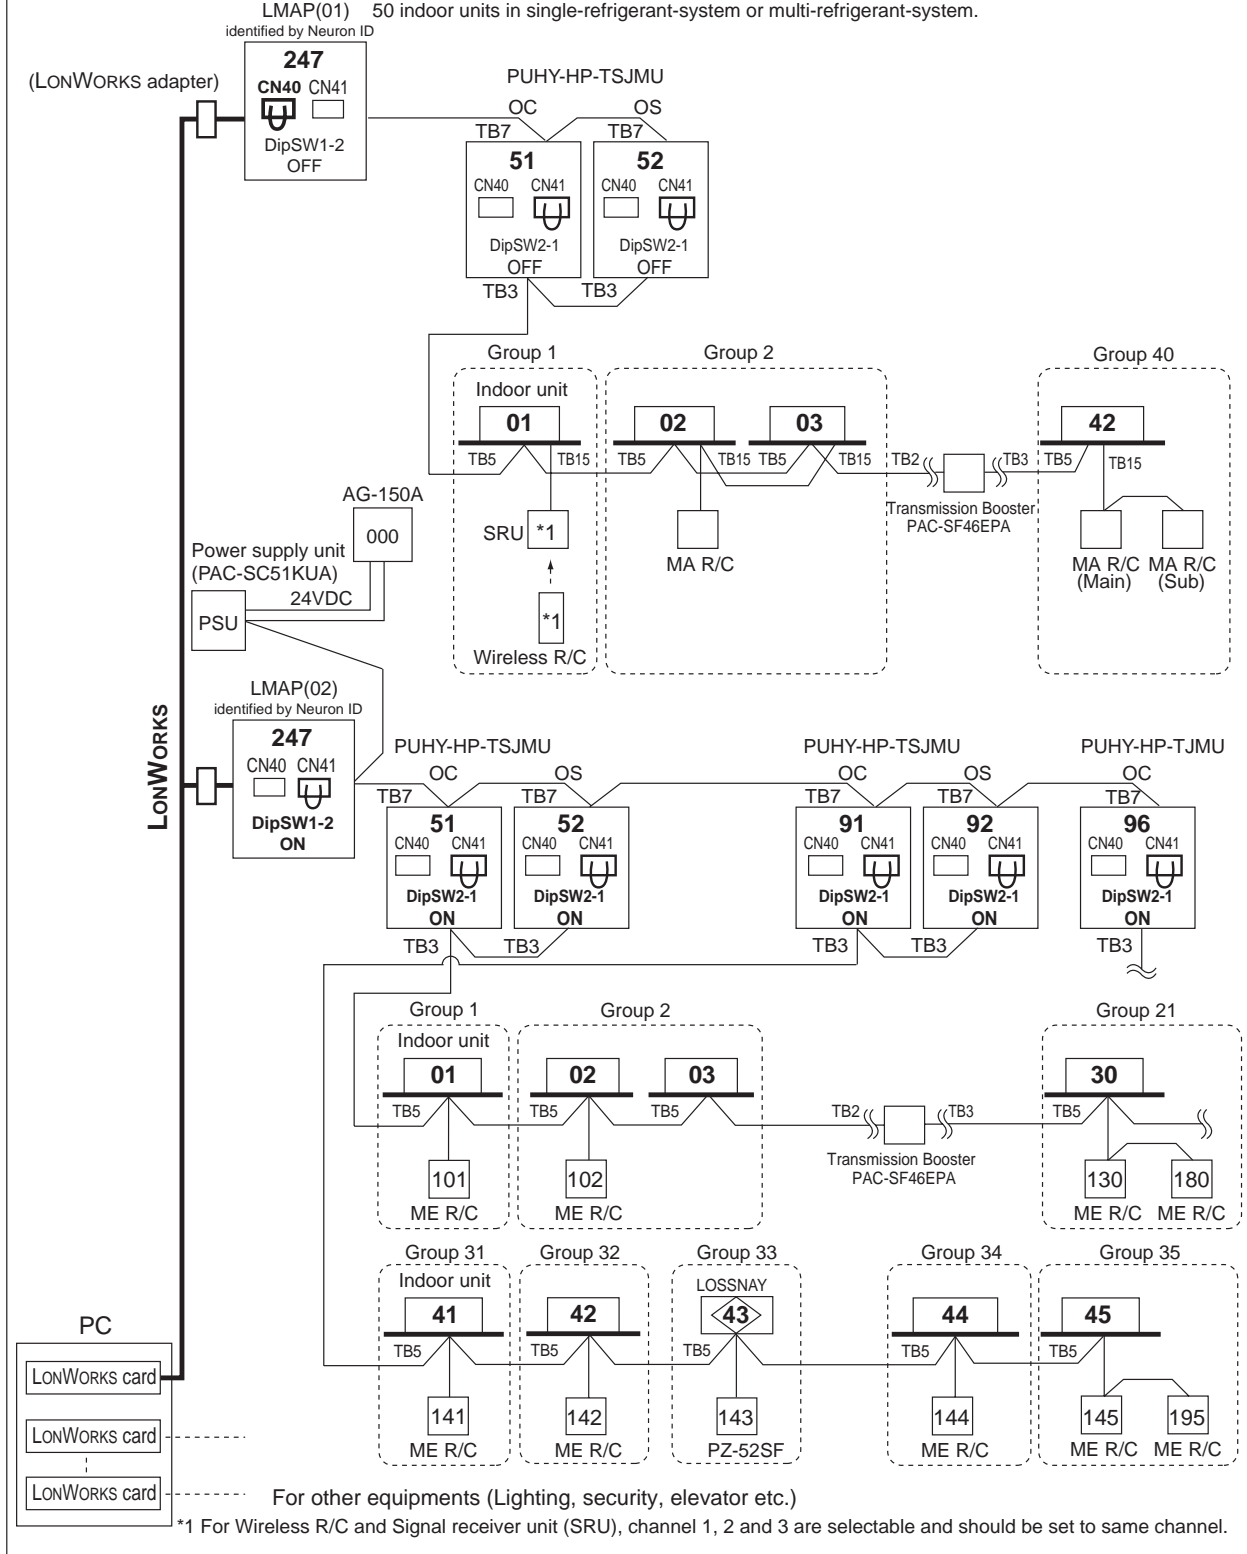 LMAP(01) 50 indoor units in single-refrigerant-system or multi-refrigerant-system.
identified by Neuron ID
247
CN40 CN41
DipSW1-2
OFF
(LONWORKS adapter)
PUHY-HP-TSJMU
OC OS
TB7 TB7
51 52
CN40 CN41 CN40 CN41
DipSW2-1 DipSW2-1
OFF OFF
TB3 TB3
Group 1 Group 2 Group 40
Indoor unit
01 02 03 42
TB5 TB15 TB5 TB15 TB5 TB15 TB2 TB3 TB5 TB15
Transmission Booster
PAC-SF46EPA
SRU *1
MA R/C
MA R/C MA R/C
(Main) (Sub)
*1
Wireless R/C
AG-150A
000
Power supply unit
(PAC-SC51KUA)
24VDC
PSU
LONWORKS
LMAP(02)
identified by Neuron ID
247
CN40 CN41
DipSW1-2
ON
PUHY-HP-TSJMU PUHY-HP-TSJMU PUHY-HP-TJMU
OC OS OC OS OC
TB7 TB7 TB7 TB7 TB7
51 52 91 92 96
CN40 CN41 CN40 CN41 CN40 CN41 CN40 CN41 CN40 CN41
DipSW2-1 DipSW2-1 DipSW2-1 DipSW2-1 DipSW2-1
ON ON ON ON ON
TB3 TB3 TB3 TB3 TB3
Group 1 Group 2 Group 21
Indoor unit
01 02 03 30
TB5 TB5 TB5 TB2 TB3 TB5
Transmission Booster
PAC-SF46EPA
101 102 130 180
ME R/C ME R/C ME R/C ME R/C
Group 31 Group 32 Group 33 Group 34 Group 35
Indoor unit LOSSNAY
41 42 43 44 45
TB5 TB5 TB5 TB5 TB5
141 142 143 144 145 195
ME R/C ME R/C PZ-52SF ME R/C ME R/C ME R/C
PC
LONWORKS card
LONWORKS card
LONWORKS card
For other equipments (Lighting, security, elevator etc.)
*1 For Wireless R/C and Signal receiver unit (SRU), channel 1, 2 and 3 are selectable and should be set to same channel.